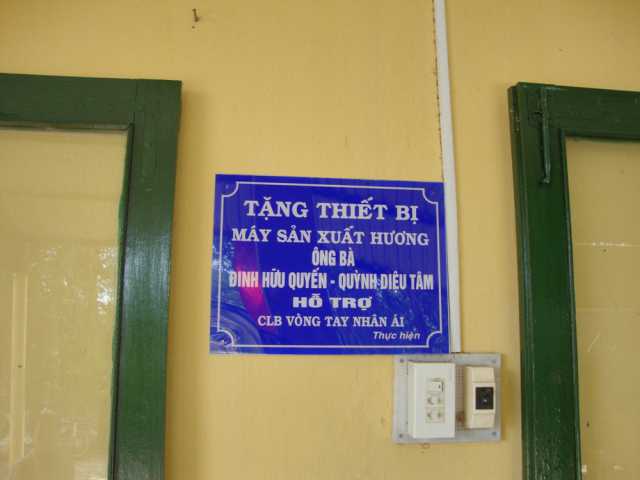 TẶNG THIẾT BỊ
MÁY SẢN XUẤT HƯƠNG
ÔNG BÀ
ĐINH HỮU QUYẾN - QUỲNH DIỆU TÂM
HỖ TRỢ
CLB VÒNG TAY NHÂN ÁI
Thực hiện